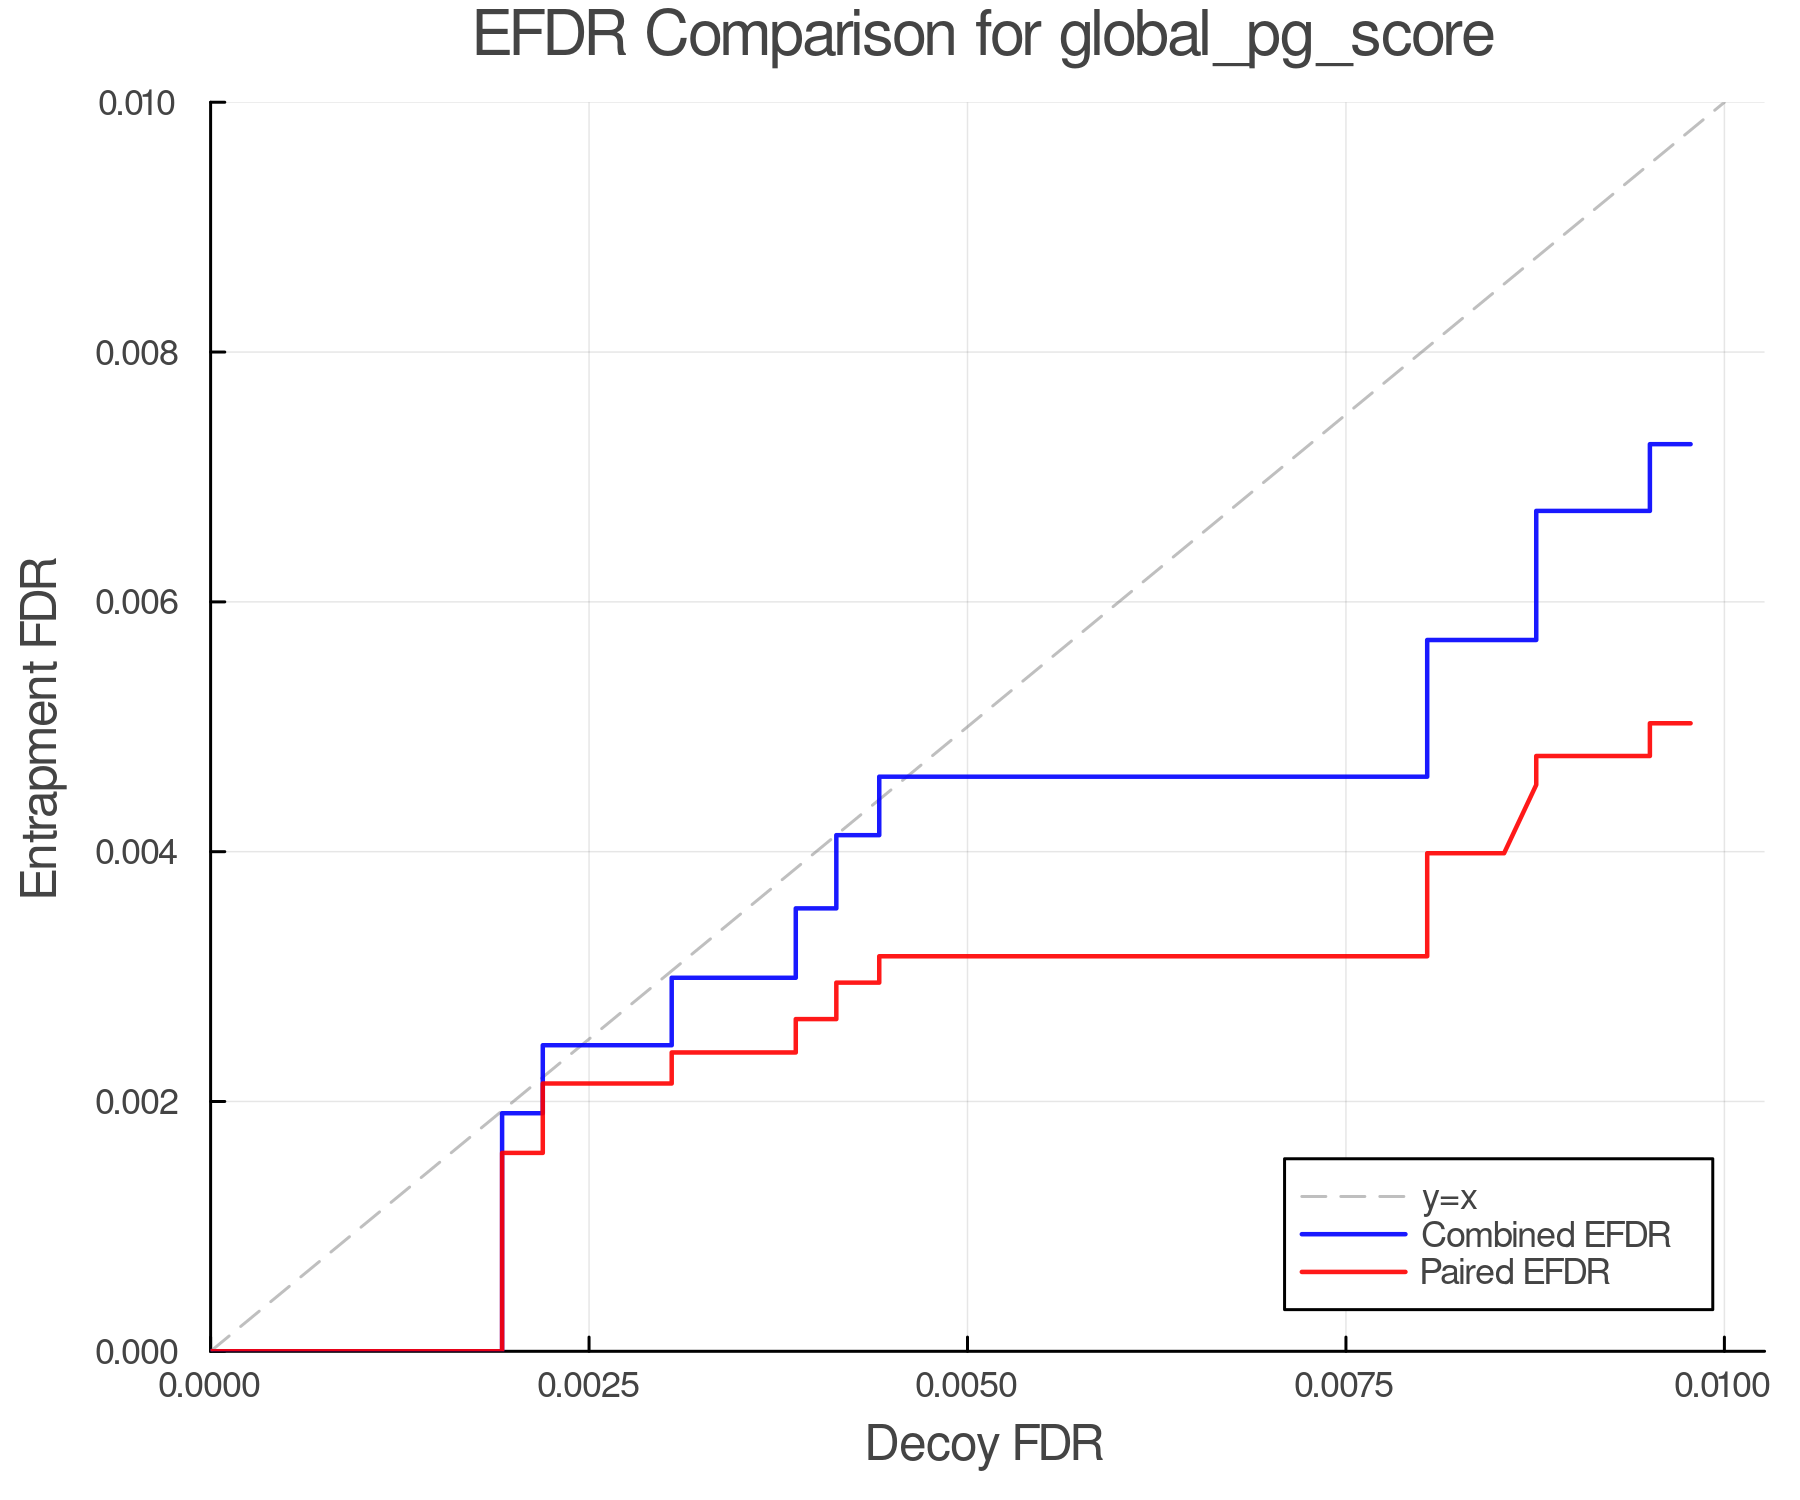 EFDR Comparison for global_pg_score
Entrapment FDR
0.010
0.008
0.006
0.004
0.002
0.000
0.0000
0.0025
0.0050
0.0075
0.0100
Decoy FDR
y=x
Combined EFDR
Paired EFDR